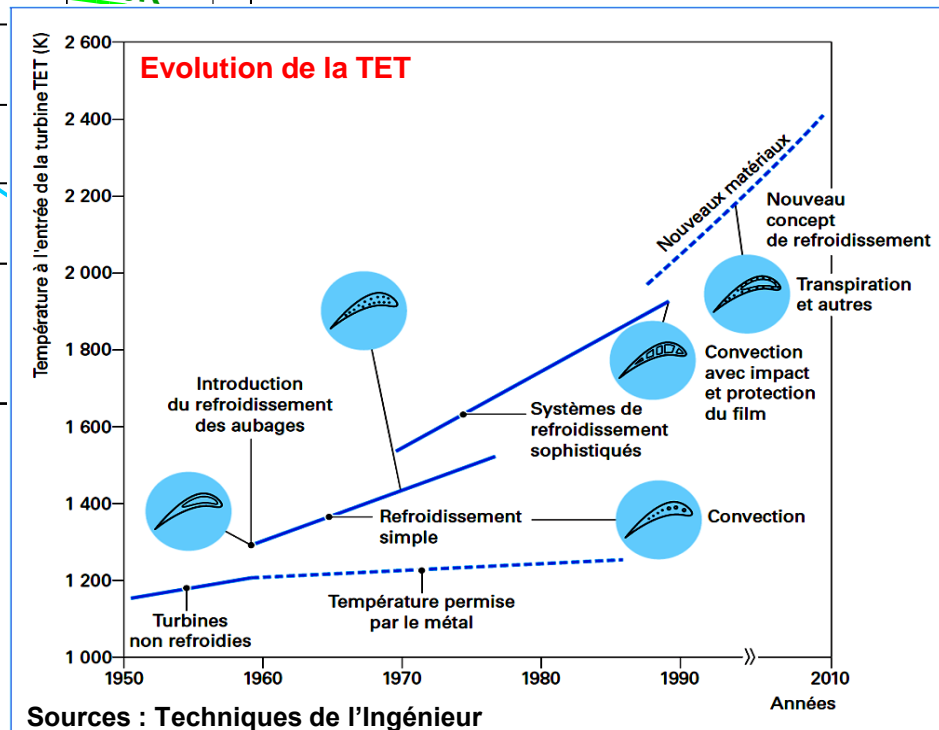 Evolution de la TET
Température à l'entrée de la turbine TET (K)
2 600
2 400
2 200
2 000
1 800
1 600
1 400
1 200
1 000
Nouveaux matériaux
Nouveau
concept
de refroidissement
Transpiration
et autres
Convection
avec impact
et protection
du film
Introduction
du refroidissement
des aubages
Systèmes de
refroidissement
sophistiqués
Refroidissement
simple
Convection
Température permise
par le métal
Turbines
non refroidies
1950
1960
1970
1980
1990
2010
Années
Sources : Techniques de l'Ingénieur